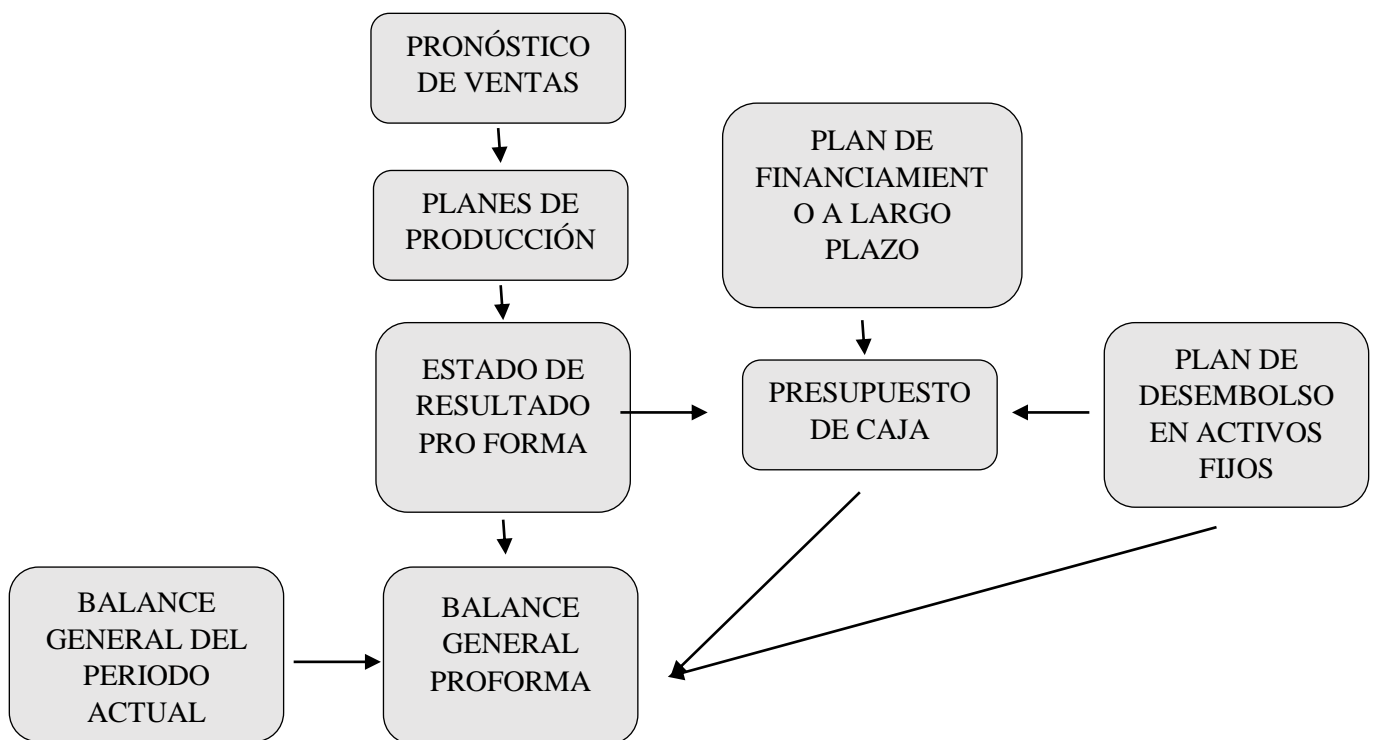 PRONÓSTICO
DE VENTAS
PLAN DE
FINANCIAMIENT
O A LARGO
PLAZO
PLANES DE
PRODUCCIÓN
ESTADO DE
RESULTADO
PRO FORMA
PRESUPUESTO
DE CAJA
PLAN DE
DESEMBOLSO
EN ACTIVOS
FIJOS
BALANCE
GENERAL DEL
PERIODO
ACTUAL
BALANCE
GENERAL
PROFORMA